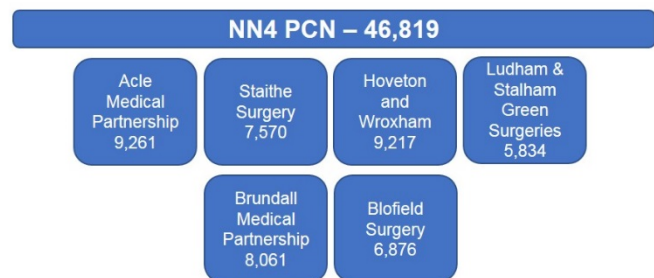 NN4 PCN – 46,819
Acle
Medical
Partnership
9,261
Staithe
Surgery
7,570
Hoveton
and
Wroxham
9,217
Ludham &
Stalham
Green
Surgeries
5,834
Brundall
Medical
Partnership
8,061
Blofield
Surgery
6,876